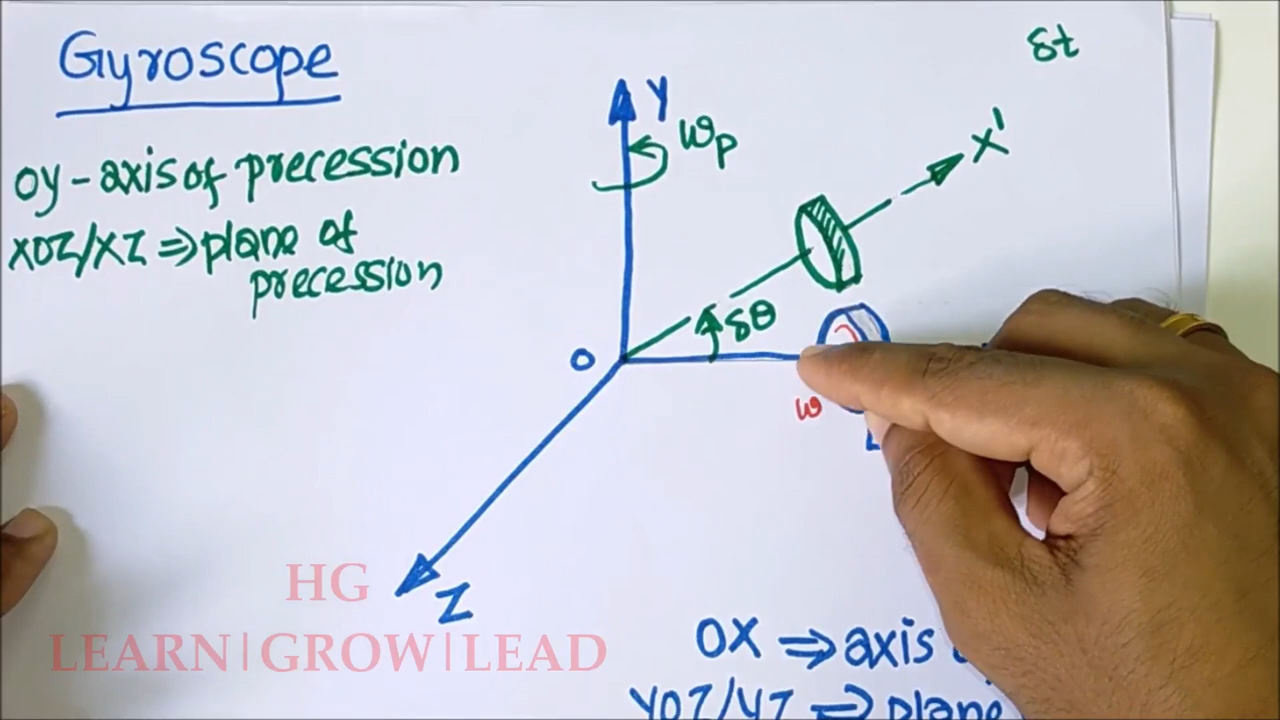 Gyroscope
δt
Y
ωp
X'
OY - axis of precession
XOZ/XZ ⇒ plane of
precession
δθ
O
ω
Z
HG
LEARN|GROW|LEAD
OX ⇒ axis
YOZ/YZ ⇒ plane